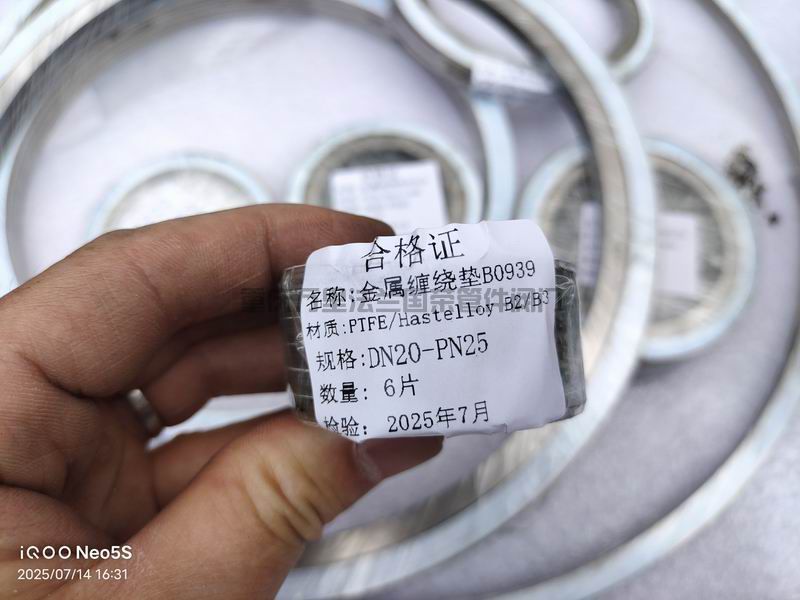 合格证
名称:金属缠绕垫B0939
材质:PTFE/Hastelloy B2/B3
规格:DN20-PN25
数量: 6片
检验: 2025年7月
iQOO Neo5S
2025/07/14 16:31